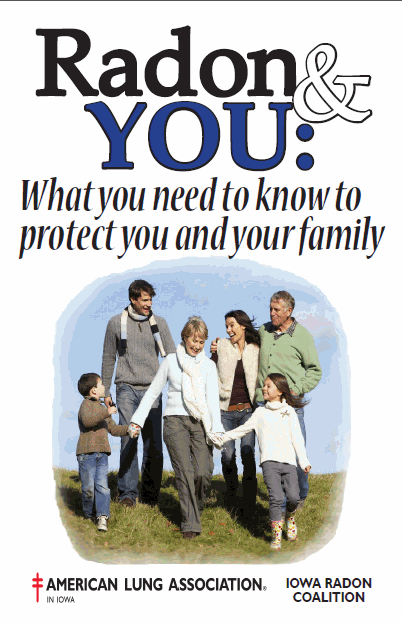 Radon &
YOU:
What you need to know to
protect you and your family
AMERICAN LUNG ASSOCIATION®
IN IOWA
IOWA RADON
COALITION